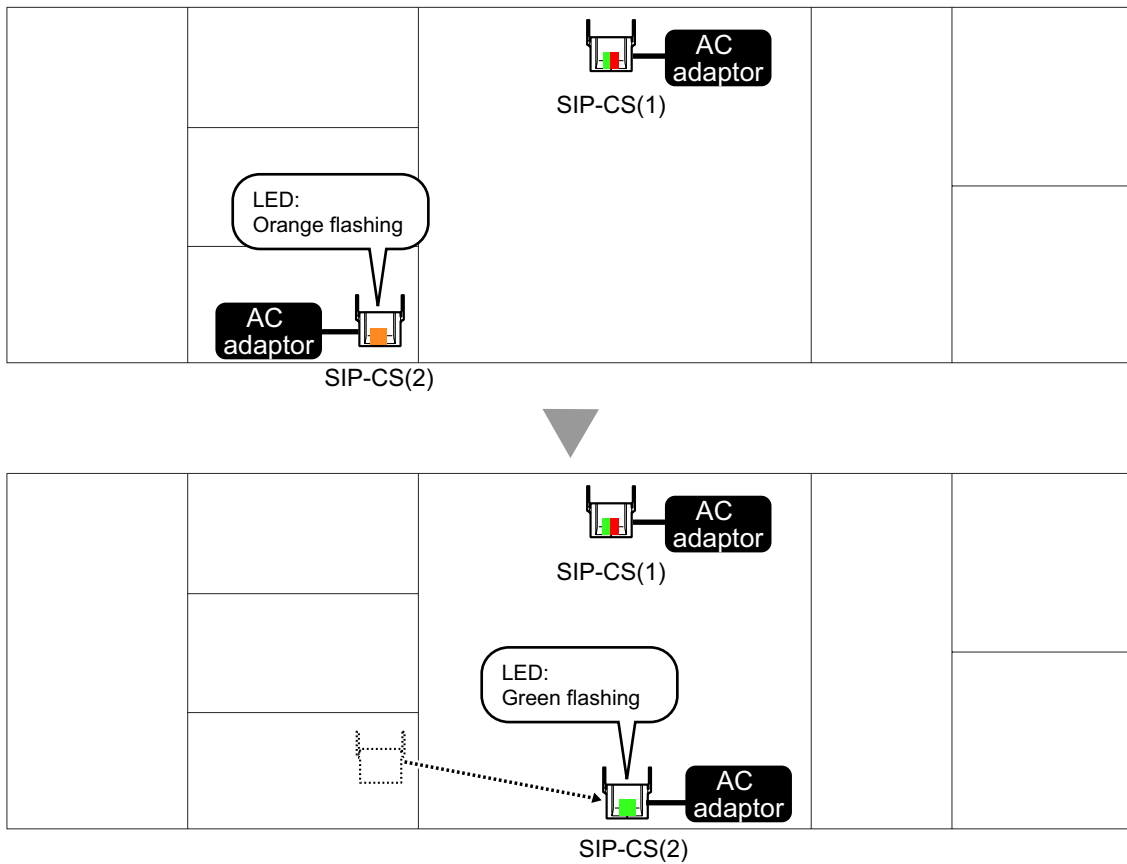 AC
adaptor
SIP-CS(1)
LED:
Orange flashing
AC
adaptor
SIP-CS(2)
AC
adaptor
SIP-CS(1)
LED:
Green flashing
AC
adaptor
SIP-CS(2)